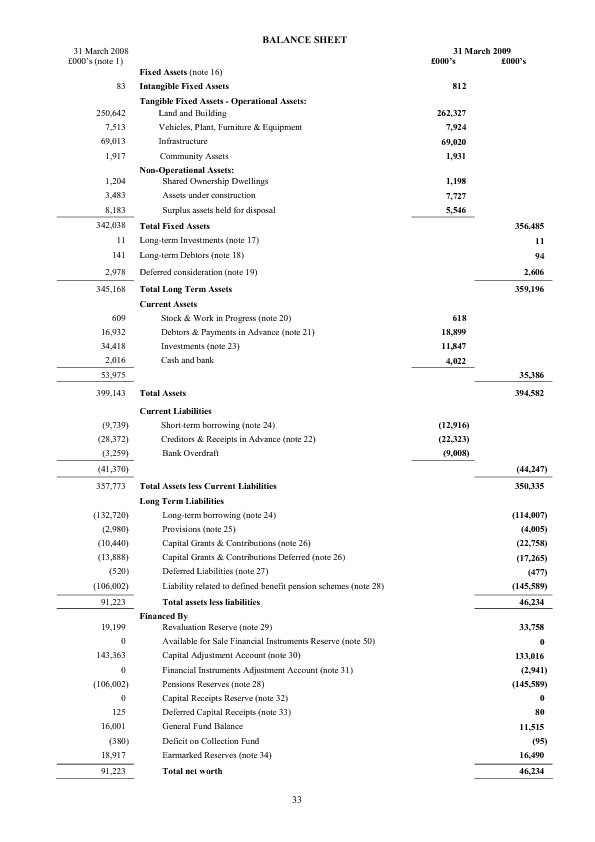 BALANCE SHEET
31 March 2008 31 March 2009
£000's (note 1) £000's £000's
Fixed Assets (note 16)
83 Intangible Fixed Assets 812
Tangible Fixed Assets - Operational Assets:
250,642 Land and Building 262,327
7,513 Vehicles, Plant, Furniture & Equipment 7,924
69,013 Infrastructure 69,020
1,917 Community Assets 1,931
Non-Operational Assets:
1,204 Shared Ownership Dwellings 1,198
3,483 Assets under construction 7,727
8,183 Surplus assets held for disposal 5,546
342,038 Total Fixed Assets 356,485
11 Long-term Investments (note 17) 11
141 Long-term Debtors (note 18) 94
2,978 Deferred consideration (note 19) 2,606
345,168 Total Long Term Assets 359,196
Current Assets
609 Stock & Work in Progress (note 20) 618
16,932 Debtors & Payments in Advance (note 21) 18,899
34,418 Investments (note 23) 11,847
2,016 Cash and bank 4,022
53,975 35,386
399,143 Total Assets 394,582
Current Liabilities
(9,739) Short-term borrowing (note 24) (12,916)
(28,372) Creditors & Receipts in Advance (note 22) (22,323)
(3,259) Bank Overdraft (9,008)
(41,370) (44,247)
357,773 Total Assets less Current Liabilities 350,335
Long Term Liabilities
(132,720) Long-term borrowing (note 24) (114,007)
(2,980) Provisions (note 25) (4,005)
(10,440) Capital Grants & Contributions (note 26) (22,758)
(13,888) Capital Grants & Contributions Deferred (note 26) (17,265)
(520) Deferred Liabilities (note 27) (477)
(106,002) Liability related to defined benefit pension schemes (note 28) (145,589)
91,223 Total assets less liabilities 46,234
Financed By
19,199 Revaluation Reserve (note 29) 33,758
0 Available for Sale Financial Instruments Reserve (note 50) 0
143,363 Capital Adjustment Account (note 30) 133,016
0 Financial Instruments Adjustment Account (note 31) (2,941)
(106,002) Pensions Reserves (note 28) (145,589)
0 Capital Receipts Reserve (note 32) 0
125 Deferred Capital Receipts (note 33) 80
16,001 General Fund Balance 11,515
(380) Deficit on Collection Fund (95)
18,917 Earmarked Reserves (note 34) 16,490
91,223 Total net worth 46,234
33